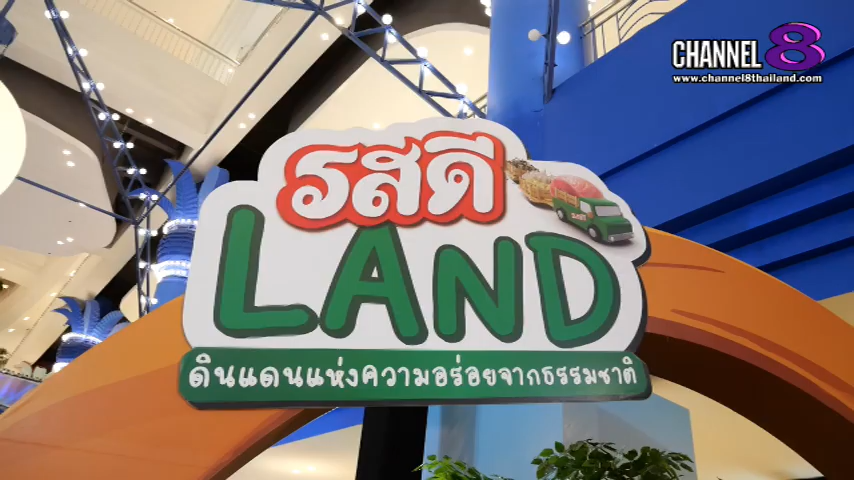 CHANNEL 8
www.channel8thailand.com
รสดี
LAND
ดินแดนแห่งความอร่อยจากธรรมชาติ